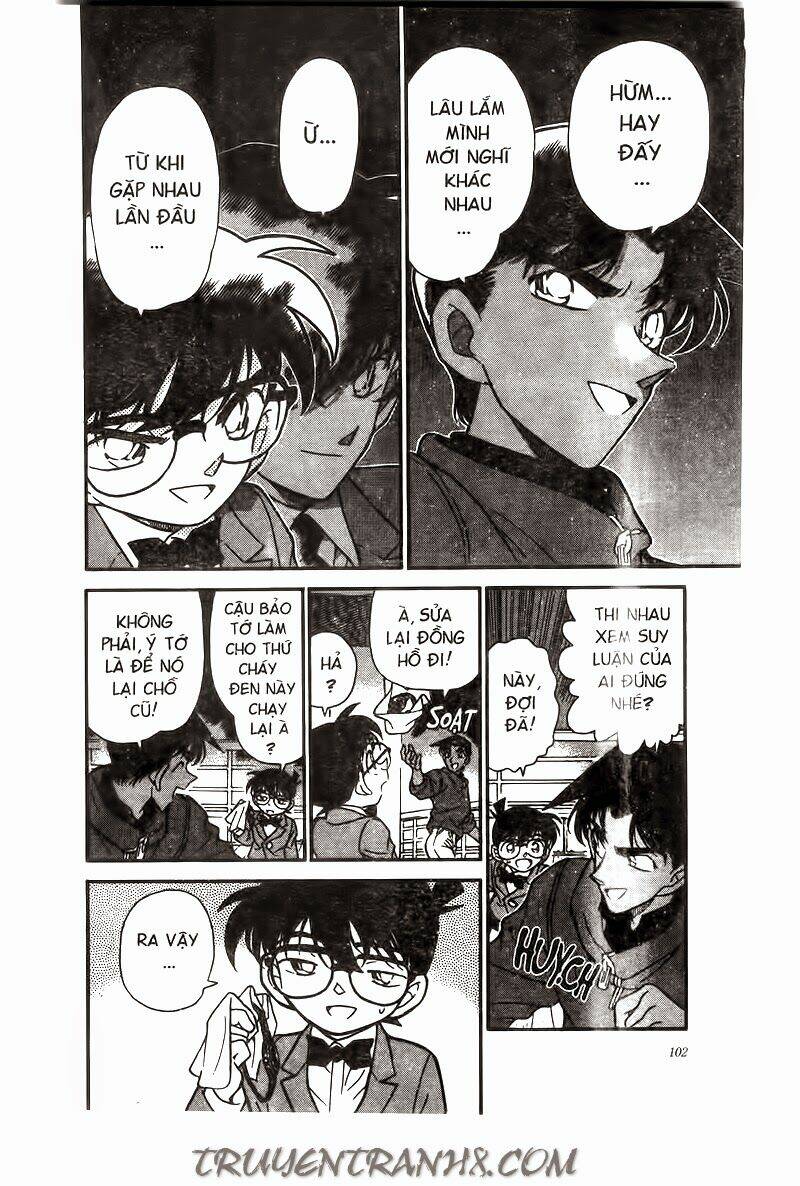 HỪM...
HAY
ĐẤY
...
LÂU LẮM
MÌNH
MỚI NGHĨ
KHÁC
NHAU
...
Ừ...
TỪ KHI
GẶP NHAU
LẦN ĐẦU
...
THI NHAU
XEM SUY
LUẬN CỦA
AI ĐÚNG
NHÉ?
NÀY,
ĐỢI
ĐÃ!
À, SỬA
LẠI ĐỒNG
HỒ ĐI!
SOẠT
HẢ
?
CẬU BẢO
TỚ LÀM
CHO THỨ
CHÁY
ĐEN NÀY
CHẠY
LẠI À
?
KHÔNG
PHẢI, Ý TỚ
LÀ ĐỂ NÓ
LẠI CHỖ
CŨ!
RA VẬY
...
102
TRUYENTRANH8.COM